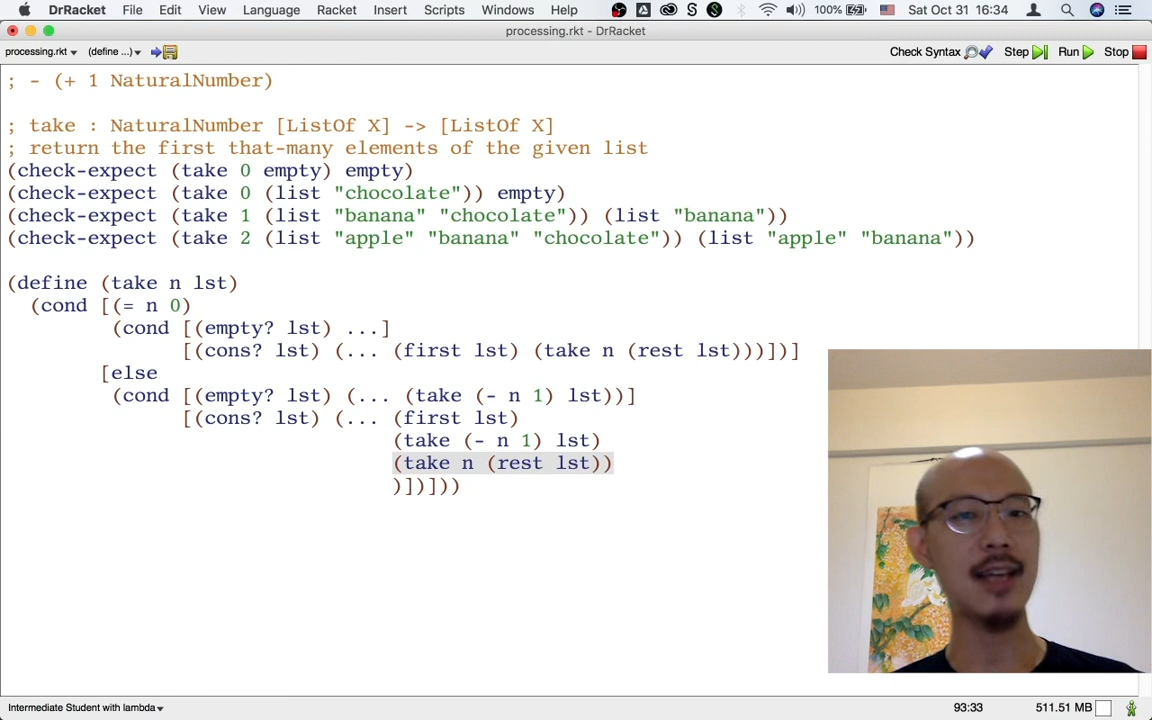 DrRacket File Edit View Language Racket Insert Scripts Windows Help 100% Sat Oct 31 16:34
processing.rkt - DrRacket
processing.rkt (define ...) Check Syntax Step Run Stop
; - (+ 1 NaturalNumber)
; take : NaturalNumber [ListOf X] -> [ListOf X]
; return the first that-many elements of the given list
(check-expect (take 0 empty) empty)
(check-expect (take 0 (list "chocolate")) empty)
(check-expect (take 1 (list "banana" "chocolate")) (list "banana"))
(check-expect (take 2 (list "apple" "banana" "chocolate")) (list "apple" "banana"))
(define (take n lst)
(cond [(= n 0)
(cond [(empty? lst) ...]
[(cons? lst) (... (first lst) (take n (rest lst)))])]
[else
(cond [(empty? lst) (... (take (- n 1) lst))]
[(cons? lst) (... (first lst)
(take (- n 1) lst)
(take n (rest lst))
)])]))
Intermediate Student with lambda 93:33 511.51 MB